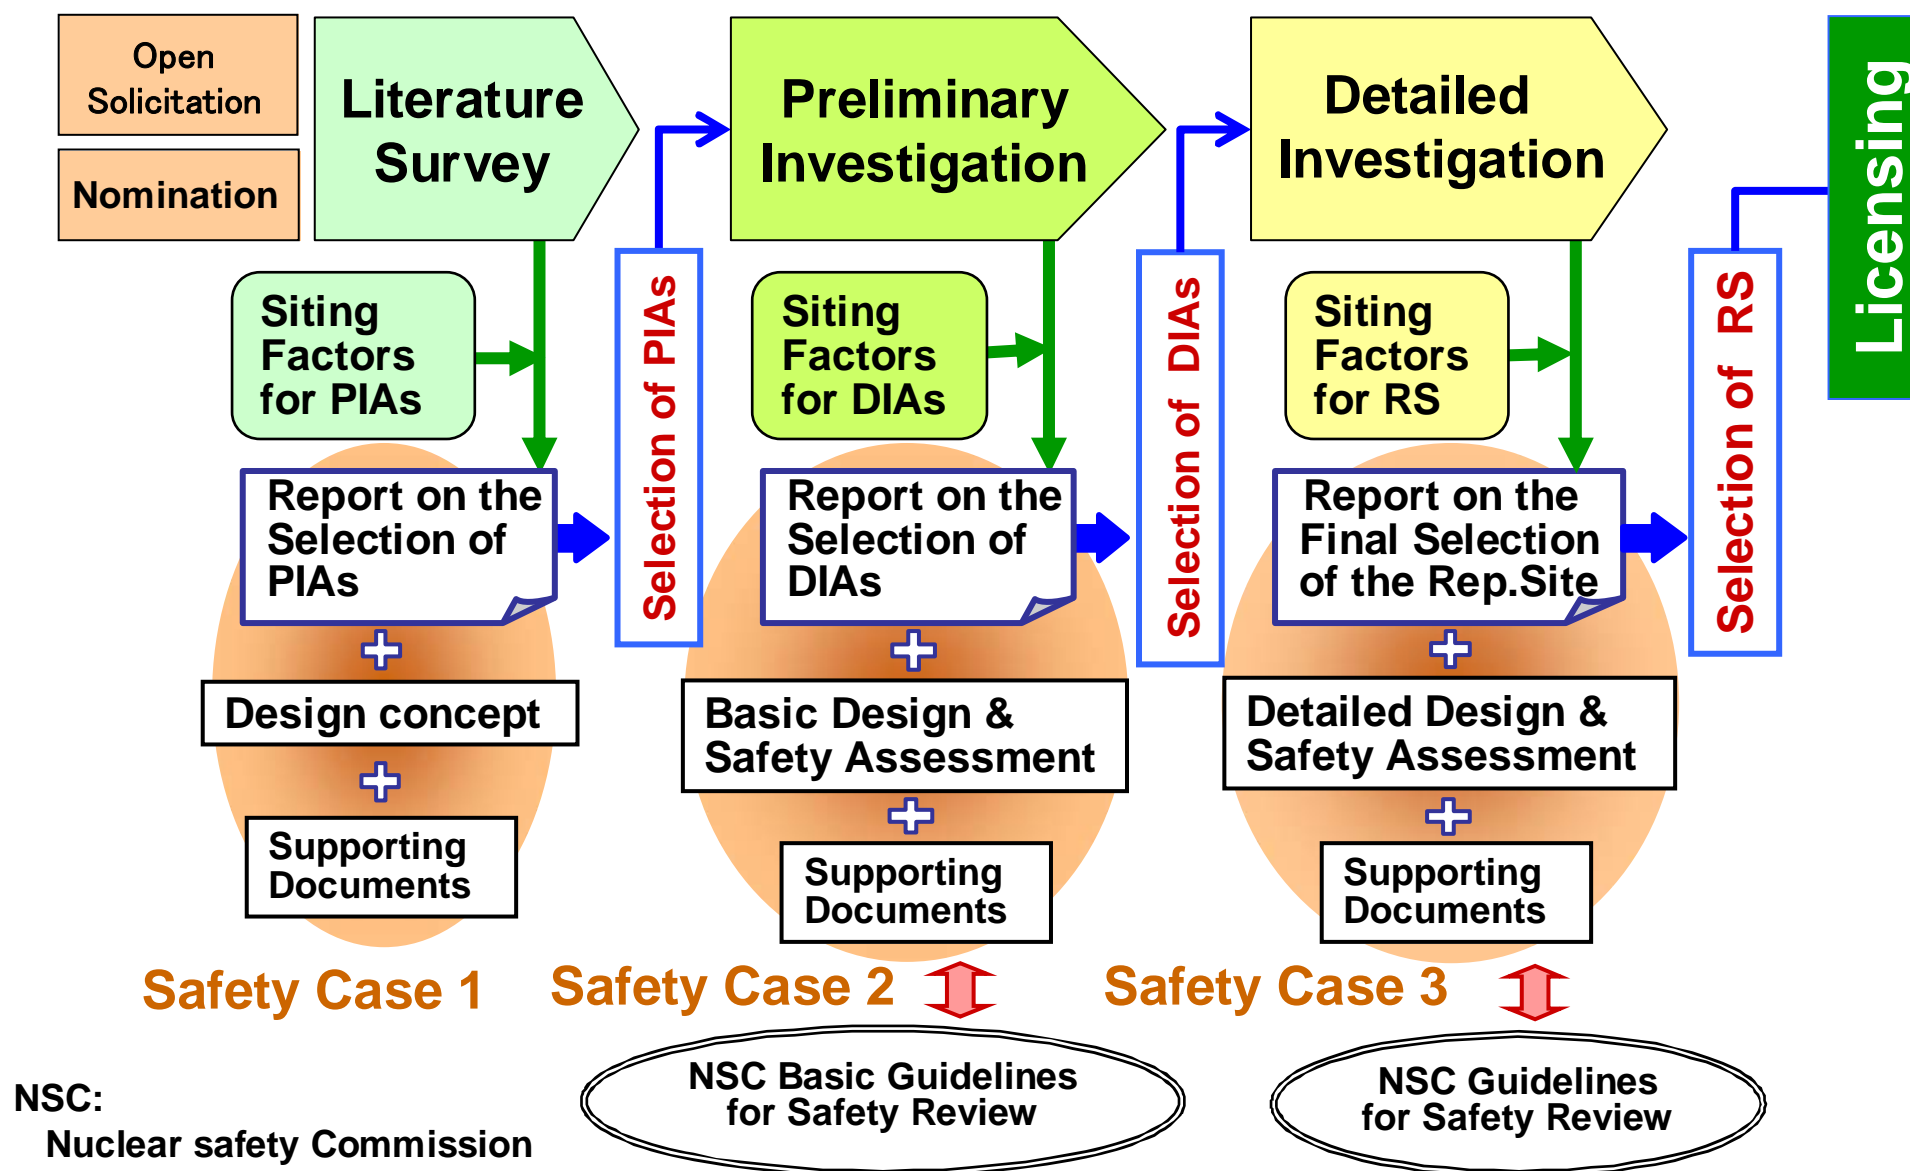 Open
Solicitation
Nomination
Literature
Survey
Preliminary
Investigation
Detailed
Investigation
Licensing
Siting
Factors
for PIAs
Selection of PIAs
Siting
Factors
for DIAs
Selection of DIAs
Siting
Factors
for RS
Selection of RS
Report on the
Selection of
PIAs
Report on the
Selection of
DIAs
Report on the
Final Selection
of the Rep.Site
Design concept
Basic Design &
Safety Assessment
Detailed Design &
Safety Assessment
Supporting
Documents
Supporting
Documents
Supporting
Documents
Safety Case 1
Safety Case 2
Safety Case 3
NSC Basic Guidelines
for Safety Review
NSC Guidelines
for Safety Review
NSC:
Nuclear safety Commission